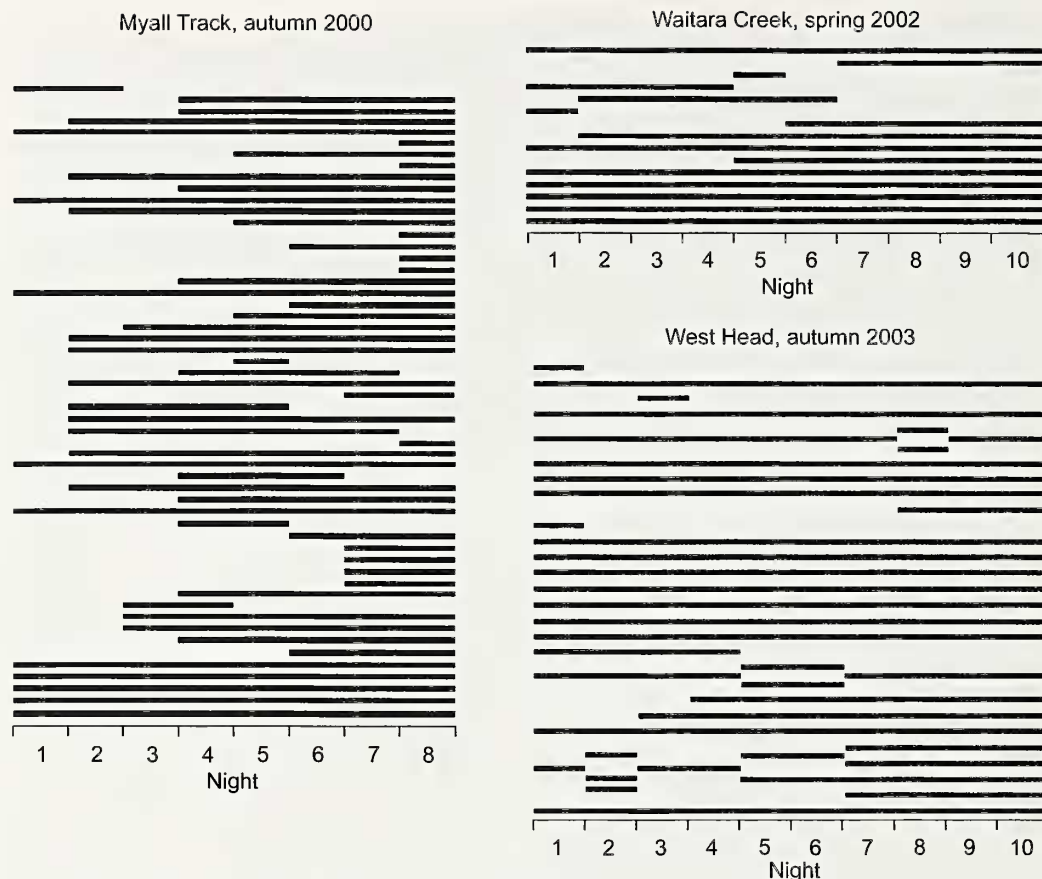 Myall Track, autumn 2000
1 2 3 4 5 6 7 8
Night
Waitara Creek, spring 2002
1 2 3 4 5 6 7 8 9 10
Night
West Head, autumn 2003
1 2 3 4 5 6 7 8 9 10
Night